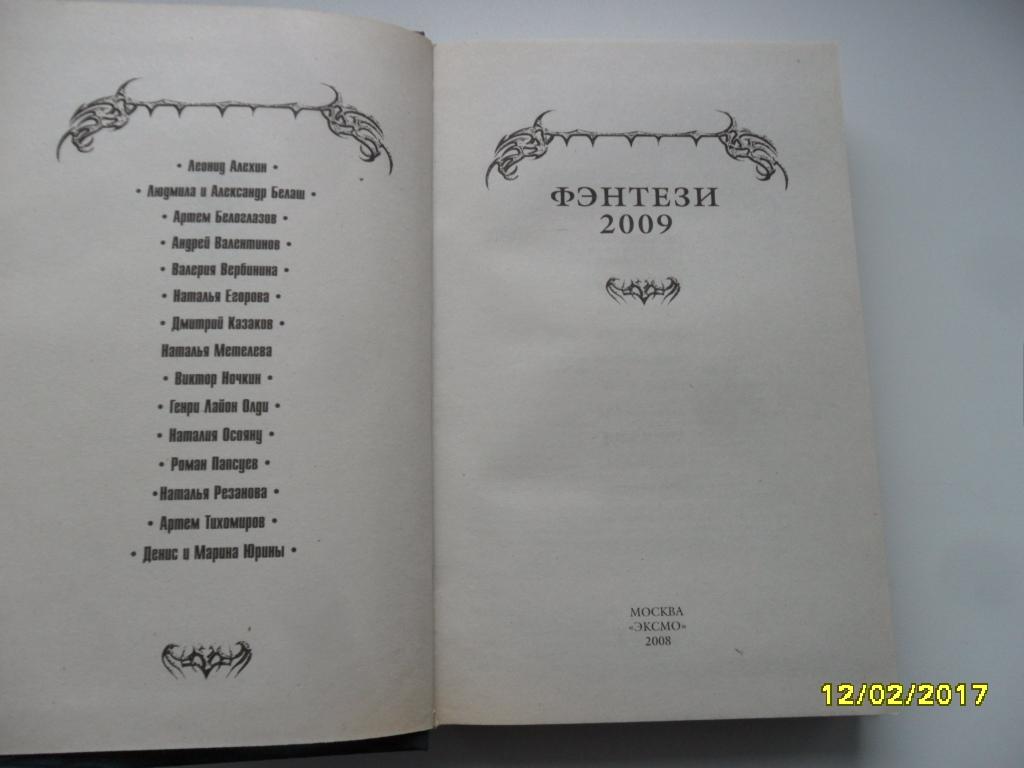 • Леонид Алехин •
• Людмила и Александр Белаш •
• Артем Белоглазов •
• Андрей Валентинов •
• Валерия Вербинина •
• Наталья Егорова •
• Дмитрий Казаков •
Наталья Метелева
• Виктор Ночкин •
• Генри Лайон Олди •
• Наталия Осояну •
• Роман Папсуев •
•Наталья Резанова •
• Артем Тихомиров •
• Денис и Марина Юрины •
ФЭНТЕЗИ
2009
МОСКВА
«ЭКСМО»
2008
12/02/2017